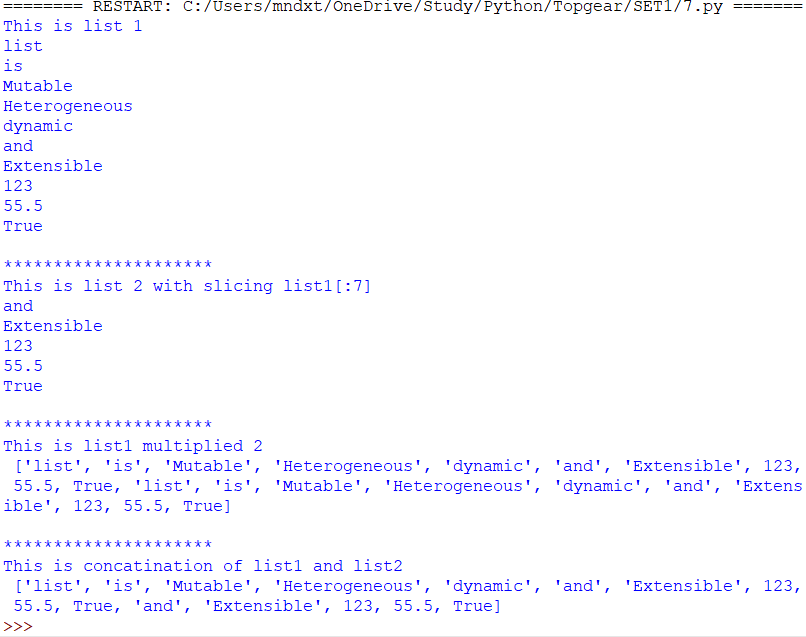 ======== RESTART: C:/Users/mndxt/OneDrive/Study/Python/Topgear/SET1/7.py =======
This is list 1
list
is
Mutable
Heterogeneous
dynamic
and
Extensible
123
55.5
True
*********************
This is list 2 with slicing list1[:7]
and
Extensible
123
55.5
True
*********************
This is list1 multiplied 2
['list', 'is', 'Mutable', 'Heterogeneous', 'dynamic', 'and', 'Extensible', 123,
55.5, True, 'list', 'is', 'Mutable', 'Heterogeneous', 'dynamic', 'and', 'Extens
ible', 123, 55.5, True]
*********************
This is concatination of list1 and list2
['list', 'is', 'Mutable', 'Heterogeneous', 'dynamic', 'and', 'Extensible', 123,
55.5, True, 'and', 'Extensible', 123, 55.5, True]
>>>